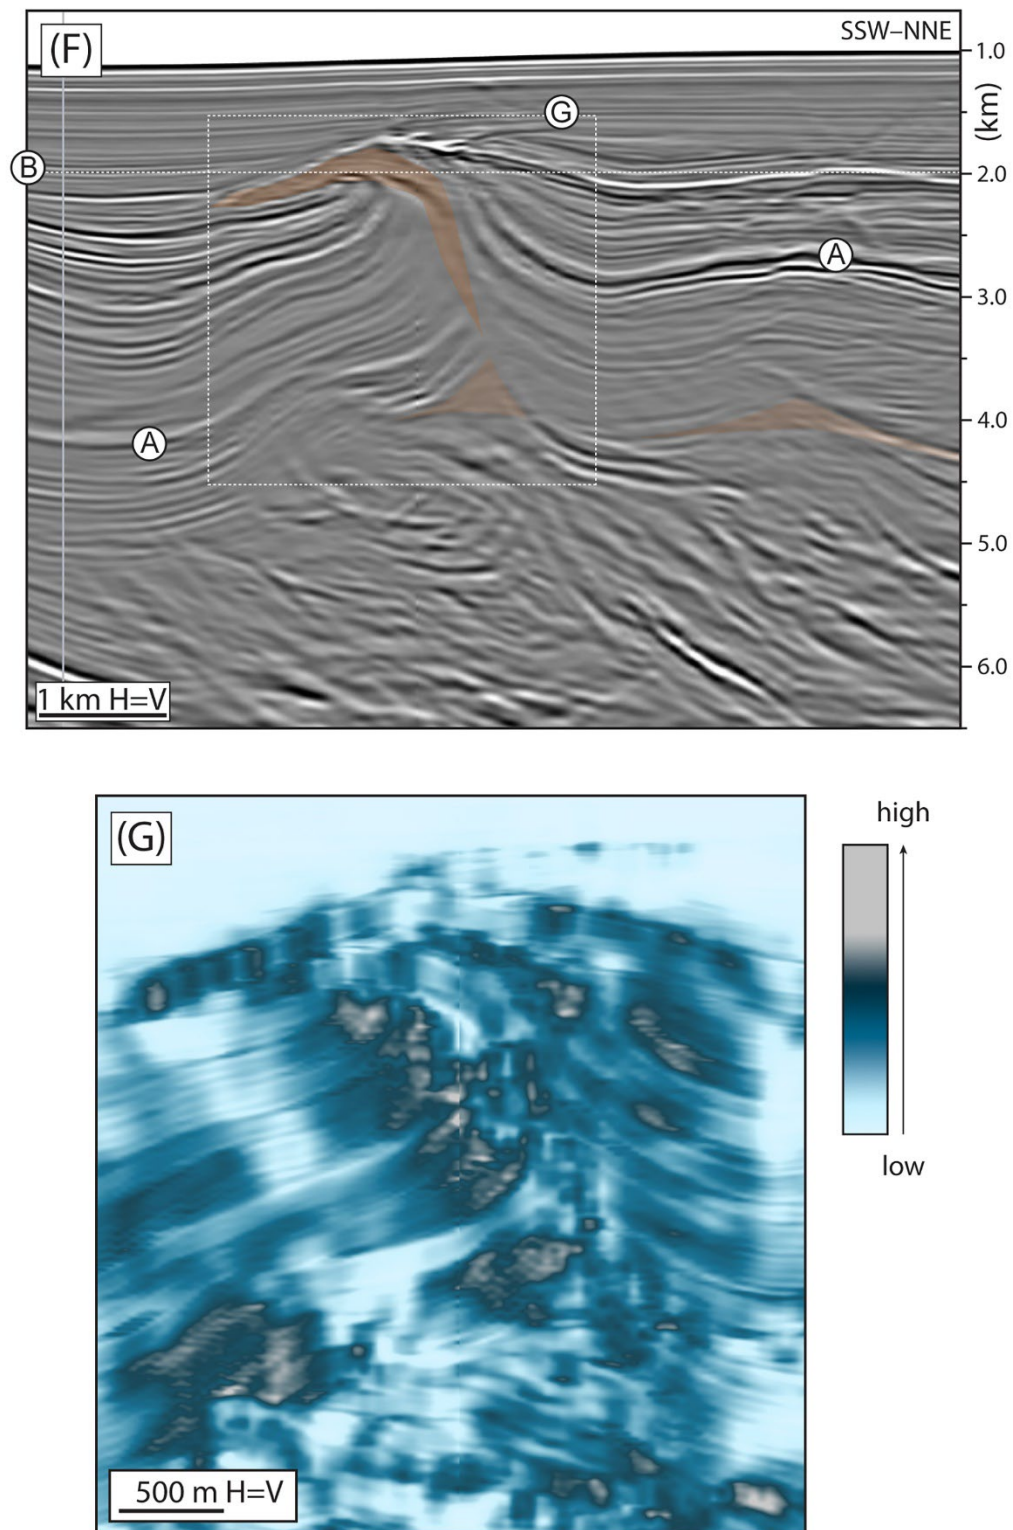 (F)
SSW–NNE
1.0
(km)
G
B
2.0
A
3.0
4.0
A
5.0
6.0
1 km H=V
(G)
high
low
500 m H=V